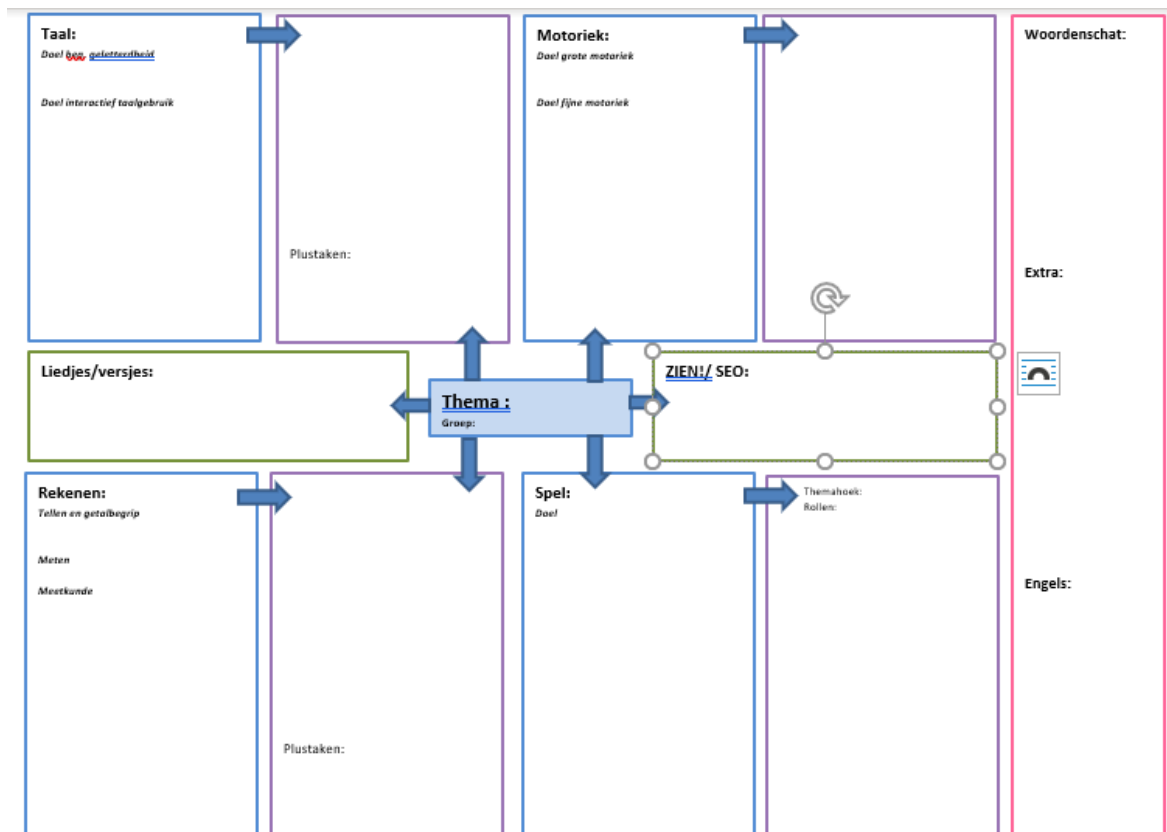 Taal:
Doel beg. geletterdheid
Doel interactief taalgebruik
Plustaken:
Motoriek:
Doel grote motoriek
Doel fijne motoriek
Woordenschat:
Extra:
Engels:
Liedjes/versjes:
Thema :
Groep:
ZIEN!/ SEO:
Rekenen:
Tellen en getalbegrip
Meten
Meetkunde
Plustaken:
Spel:
Doel
Themahoek:
Rollen: